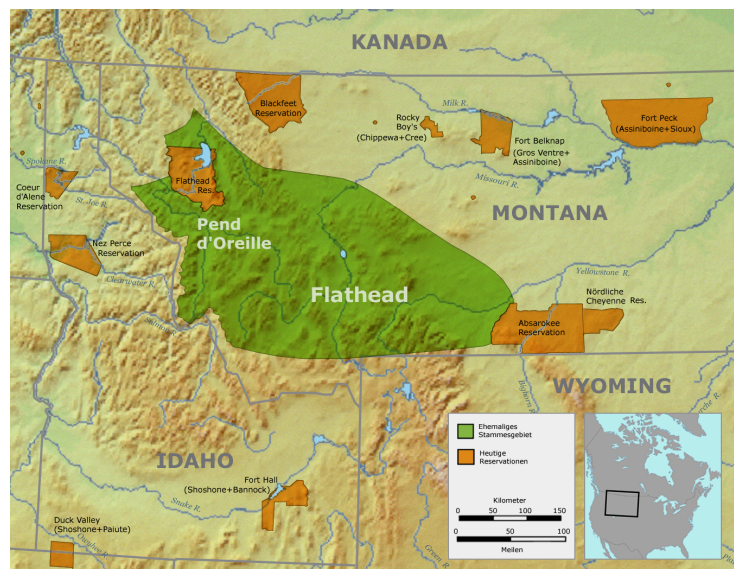 KANADA
Blackfeet
Reservation
Milk R.
Rocky
Boy's
(Chippewa+Cree)
Fort Belknap
(Gros Ventre+
Assiniboine)
Fort Peck
(Assiniboine+Sioux)
Spokane R.
Coeur
d'Alene
Reservation
St. Joe R.
Flathead
Res.
Missouri R.
MONTANA
Pend
d'Oreille
Nez Perce
Reservation
Clearwater R.
Flathead
Yellowstone R.
Nördliche
Cheyenne Res.
Absarokee
Reservation
Bighorn R.
WYOMING
IDAHO
Fort Hall
(Shoshone+Bannock)
Snake R.
Duck Valley
(Shoshone+Paiute)
Owyhee R.
Green R.
Ehemaliges
Stammesgebiet
Heutige
Reservationen
Kilometer
0 50 100 150
0 50 100
Meilen